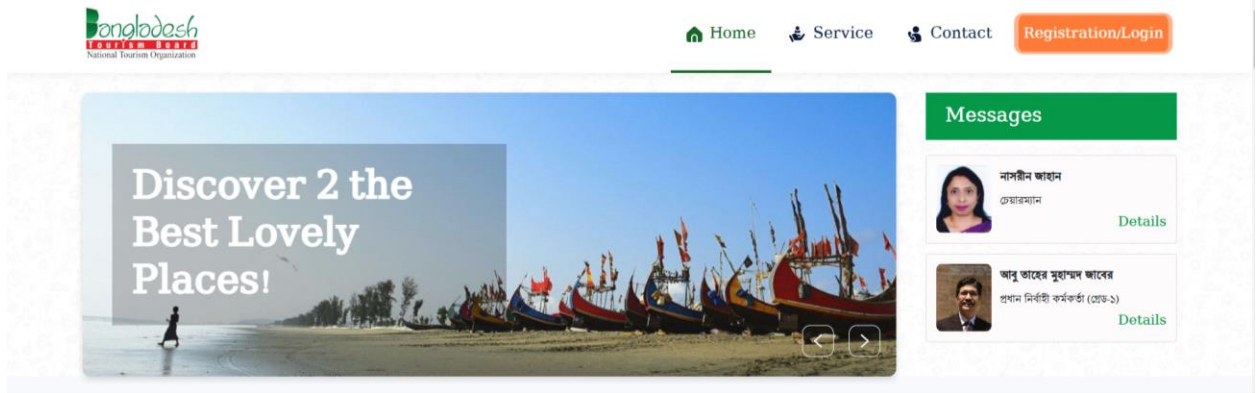 Bangladesh
Tourism Board
National Tourism Organization
Home
Service
Contact
Registration/Login
Discover 2 the
Best Lovely
Places!
Messages
নাসরীন জাহান
চেয়ারম্যান
Details
আবু তাহের মুহাম্মদ জাবের
প্রধান নির্বাহী কর্মকর্তা (গ্রেড-১)
Details